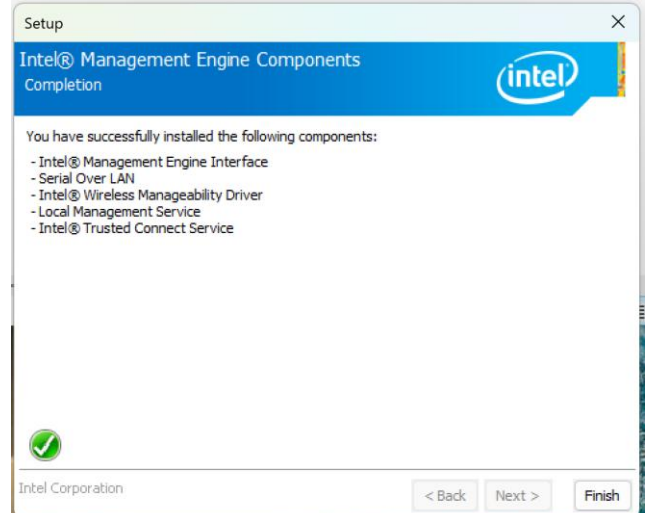 Setup
Intel® Management Engine Components
Completion
intel
You have successfully installed the following components:
- Intel® Management Engine Interface
- Serial Over LAN
- Intel® Wireless Manageability Driver
- Local Management Service
- Intel® Trusted Connect Service
Intel Corporation
< Back Next > Finish